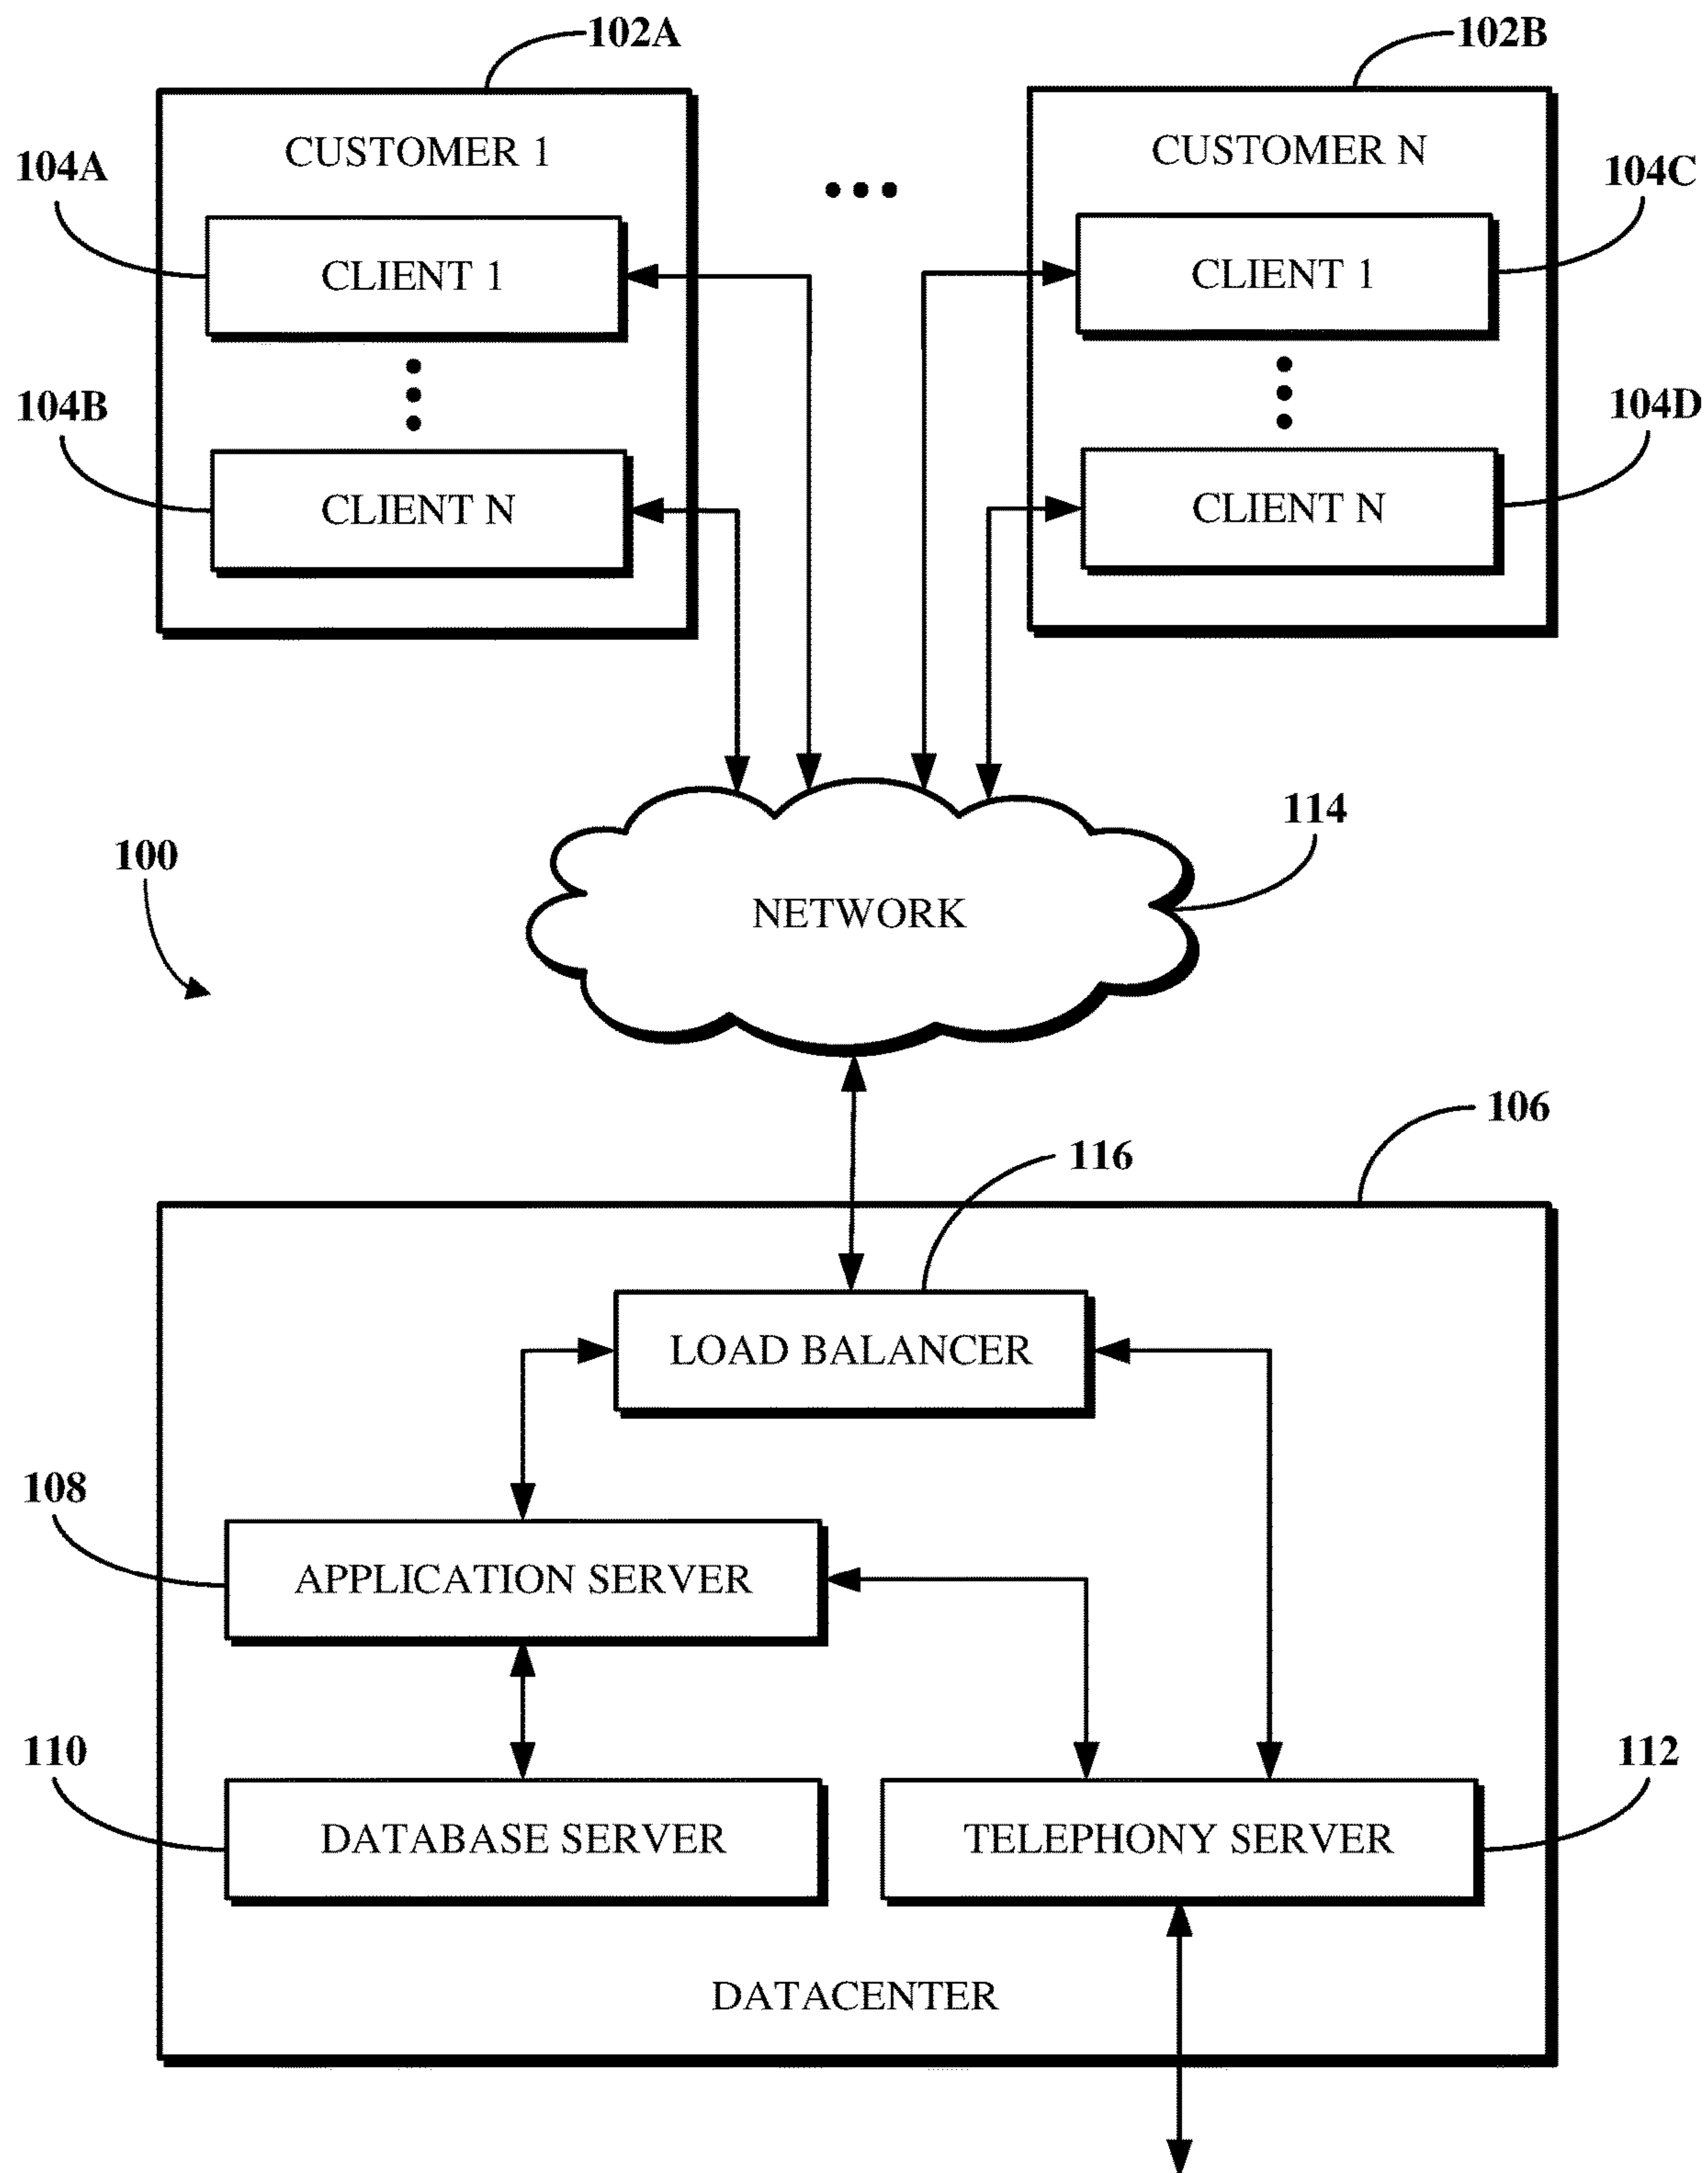 102A
102B
CUSTOMER 1
CUSTOMER N
104A
104C
CLIENT 1
CLIENT 1
104B
104D
CLIENT N
CLIENT N
114
100
NETWORK
106
116
LOAD BALANCER
108
APPLICATION SERVER
110
112
DATABASE SERVER
TELEPHONY SERVER
DATACENTER